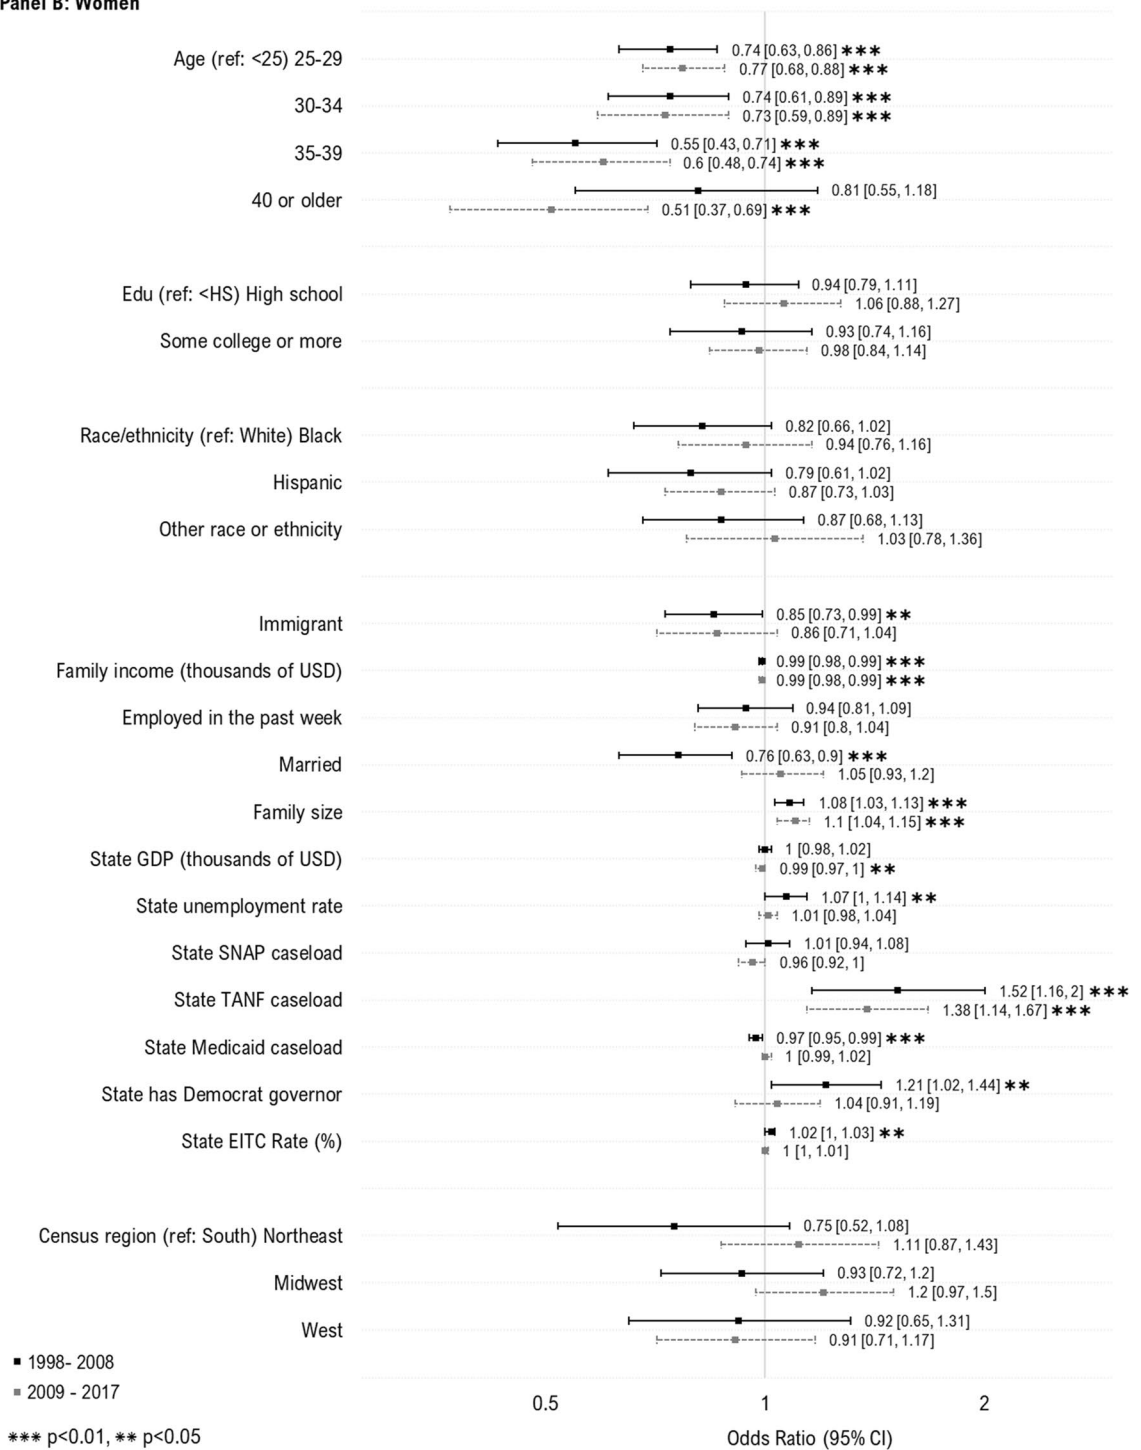 Panel B: Women
Age (ref: <25) 25-29
0.74 [0.63, 0.86] ***
0.77 [0.68, 0.88] ***
30-34
0.74 [0.61, 0.89] ***
0.73 [0.59, 0.89] ***
35-39
0.55 [0.43, 0.71] ***
0.6 [0.48, 0.74] ***
40 or older
0.81 [0.55, 1.18]
0.51 [0.37, 0.69] ***
Edu (ref: <HS) High school
0.94 [0.79, 1.11]
1.06 [0.88, 1.27]
Some college or more
0.93 [0.74, 1.16]
0.98 [0.84, 1.14]
Race/ethnicity (ref: White) Black
0.82 [0.66, 1.02]
0.94 [0.76, 1.16]
Hispanic
0.79 [0.61, 1.02]
0.87 [0.73, 1.03]
Other race or ethnicity
0.87 [0.68, 1.13]
1.03 [0.78, 1.36]
Immigrant
0.85 [0.73, 0.99] **
0.86 [0.71, 1.04]
Family income (thousands of USD)
0.99 [0.98, 0.99] ***
0.99 [0.98, 0.99] ***
Employed in the past week
0.94 [0.81, 1.09]
0.91 [0.8, 1.04]
Married
0.76 [0.63, 0.9] ***
1.05 [0.93, 1.2]
Family size
1.08 [1.03, 1.13] ***
1.1 [1.04, 1.15] ***
State GDP (thousands of USD)
1 [0.98, 1.02]
0.99 [0.97, 1] **
State unemployment rate
1.07 [1, 1.14] **
1.01 [0.98, 1.04]
State SNAP caseload
1.01 [0.94, 1.08]
0.96 [0.92, 1]
State TANF caseload
1.52 [1.16, 2] ***
1.38 [1.14, 1.67] ***
State Medicaid caseload
0.97 [0.95, 0.99] ***
1 [0.99, 1.02]
State has Democrat governor
1.21 [1.02, 1.44] **
1.04 [0.91, 1.19]
State EITC Rate (%)
1.02 [1, 1.03] **
1 [1, 1.01]
Census region (ref: South) Northeast
0.75 [0.52, 1.08]
1.11 [0.87, 1.43]
Midwest
0.93 [0.72, 1.2]
1.2 [0.97, 1.5]
West
0.92 [0.65, 1.31]
0.91 [0.71, 1.17]
1998- 2008
2009 - 2017
*** p<0.01, ** p<0.05
0.5 1 2
Odds Ratio (95% CI)